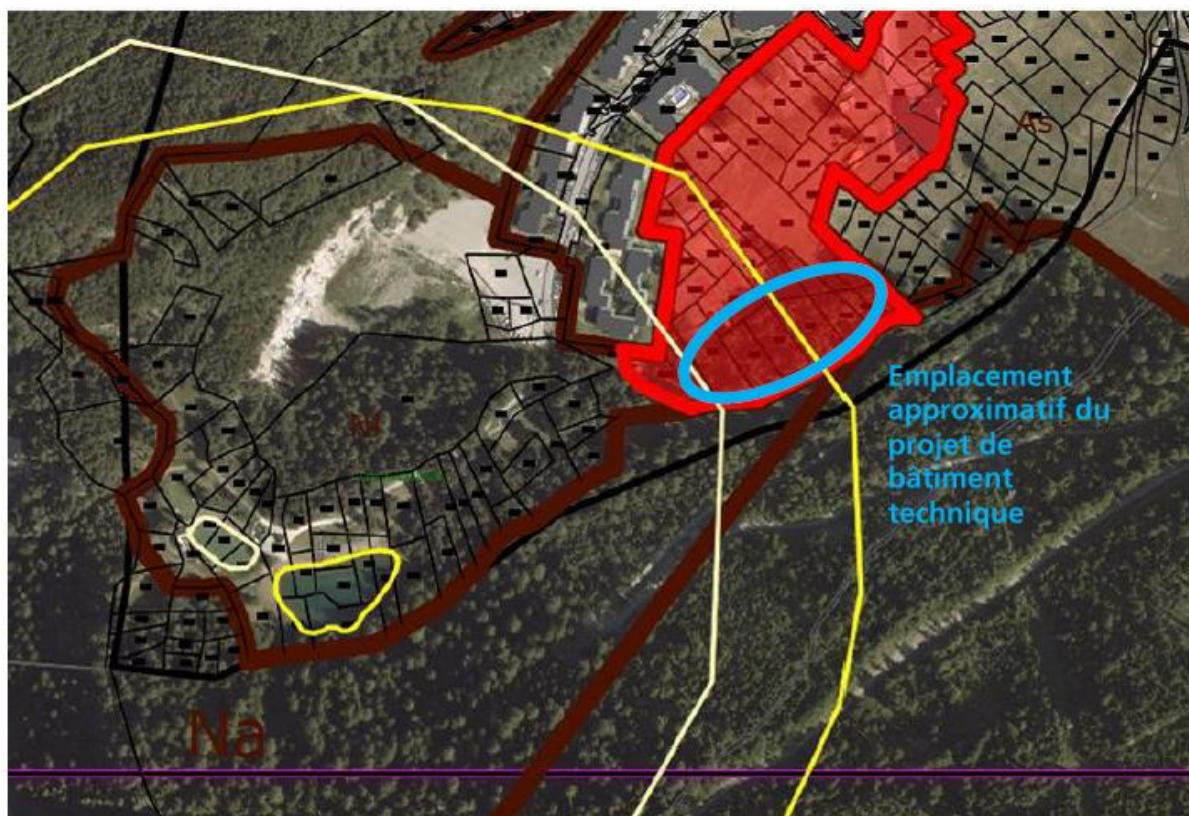 As
Emplacement
approximatif du
projet de
bâtiment
technique
Na